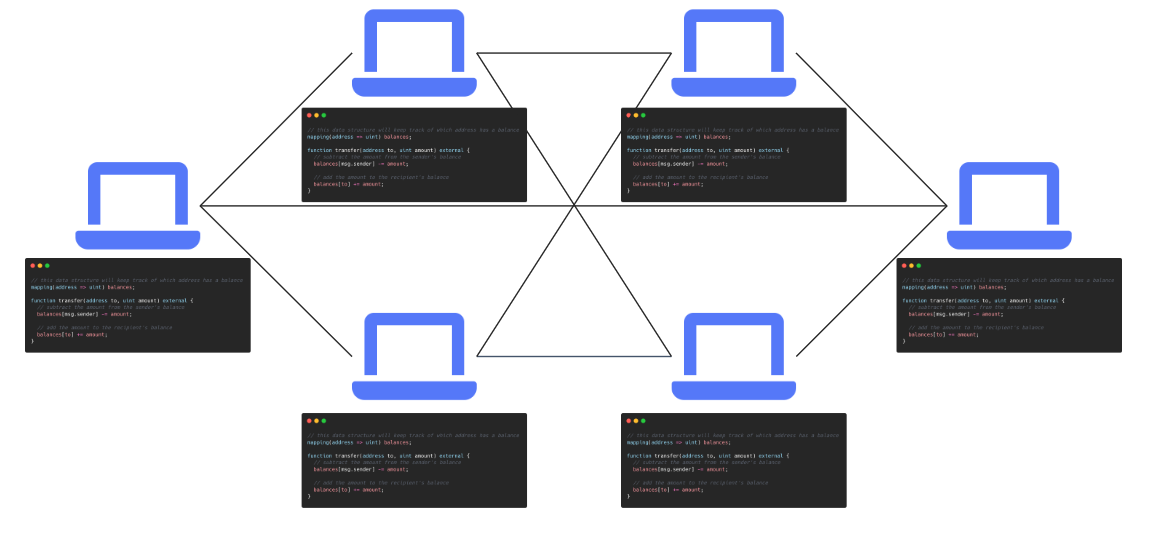 // this data structure will keep track of which address has a balance
mapping(address => uint) balances;
function transfer(address to, uint amount) external {
// subtract the amount from the sender's balance
balances[msg.sender] -= amount;
// add the amount to the recipient's balance
balances[to] += amount;
}
// this data structure will keep track of which address has a balance
mapping(address => uint) balances;
function transfer(address to, uint amount) external {
// subtract the amount from the sender's balance
balances[msg.sender] -= amount;
// add the amount to the recipient's balance
balances[to] += amount;
}
// this data structure will keep track of which address has a balance
mapping(address => uint) balances;
function transfer(address to, uint amount) external {
// subtract the amount from the sender's balance
balances[msg.sender] -= amount;
// add the amount to the recipient's balance
balances[to] += amount;
}
// this data structure will keep track of which address has a balance
mapping(address => uint) balances;
function transfer(address to, uint amount) external {
// subtract the amount from the sender's balance
balances[msg.sender] -= amount;
// add the amount to the recipient's balance
balances[to] += amount;
}
// this data structure will keep track of which address has a balance
mapping(address => uint) balances;
function transfer(address to, uint amount) external {
// subtract the amount from the sender's balance
balances[msg.sender] -= amount;
// add the amount to the recipient's balance
balances[to] += amount;
}
// this data structure will keep track of which address has a balance
mapping(address => uint) balances;
function transfer(address to, uint amount) external {
// subtract the amount from the sender's balance
balances[msg.sender] -= amount;
// add the amount to the recipient's balance
balances[to] += amount;
}